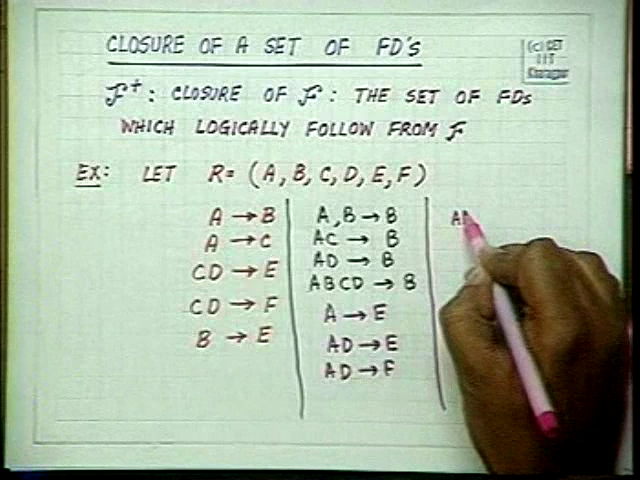 CLOSURE OF A SET OF FD'S
(c) CET
IIT
Kharagpur
F+: CLOSURE OF F: THE SET OF FDs
WHICH LOGICALLY FOLLOW FROM F
EX: LET R= (A, B, C, D, E, F)
A → B
A → C
CD → E
CD → F
B → E
A, B → B
AC → B
AD → B
ABCD → B
A → E
AD → E
AD → F